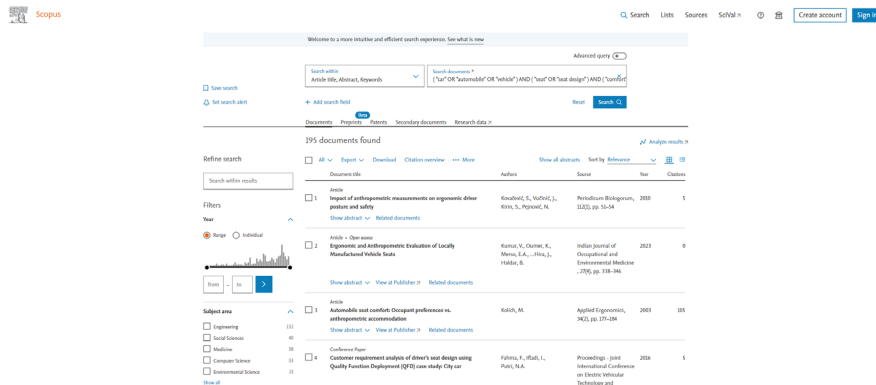 Scopus
Search Lists Sources SciVal
Create account Sign in
Welcome to a more intuitive and efficient search experience. See what is new
Advanced query
Search within
Article title, Abstract, Keywords
Search documents *
( "car" OR "automobile" OR "vehicle" ) AND ( "seat" OR "seat design" ) AND ( "comfort"
Save search
Set search alert
+ Add search field
Reset Search
Beta
Documents Preprints Patents Secondary documents Research data
195 documents found
Analyze results
Refine search
Search within results
Filters
Year
Range Individual
from – to
Subject area
Engineering
Social Sciences 40
Medicine 38
Computer Science 33
Environmental Science
Show all
All Export Download Citation overview ••• More
Show all abstracts Sort by Relevance
Document title Authors Source Year Citations
1
Article
Impact of anthropometric measurements on ergonomic driver
posture and safety
Kovačević, S., Vučinić, J.,
Kirin, S., Pejnović, N.
Periodicum Biologorum,
112(1), pp. 51–54
2010 5
Show abstract Related documents
2
Article • Open access
Ergonomic and Anthropometric Evaluation of Locally
Manufactured Vehicle Seats
Kumar, V., Oumer, K.,
Merso, E.A., ...Hira, J.,
Haldar, B.
Indian Journal of
Occupational and
Environmental Medicine
, 27(4), pp. 338–346
2023 0
Show abstract View at Publisher Related documents
3
Article
Automobile seat comfort: Occupant preferences vs.
anthropometric accommodation
Kolich, M.
Applied Ergonomics,
34(2), pp. 177–184
2003 105
Show abstract View at Publisher Related documents
4
Conference Paper
Customer requirement analysis of driver's seat design using
Quality Function Deployment (QFD) case study: City car
Fahma, F., Iftadi, I.,
Putri, N.A.
Proceedings - Joint
International Conference
on Electric Vehicular
Technology and
2016 5